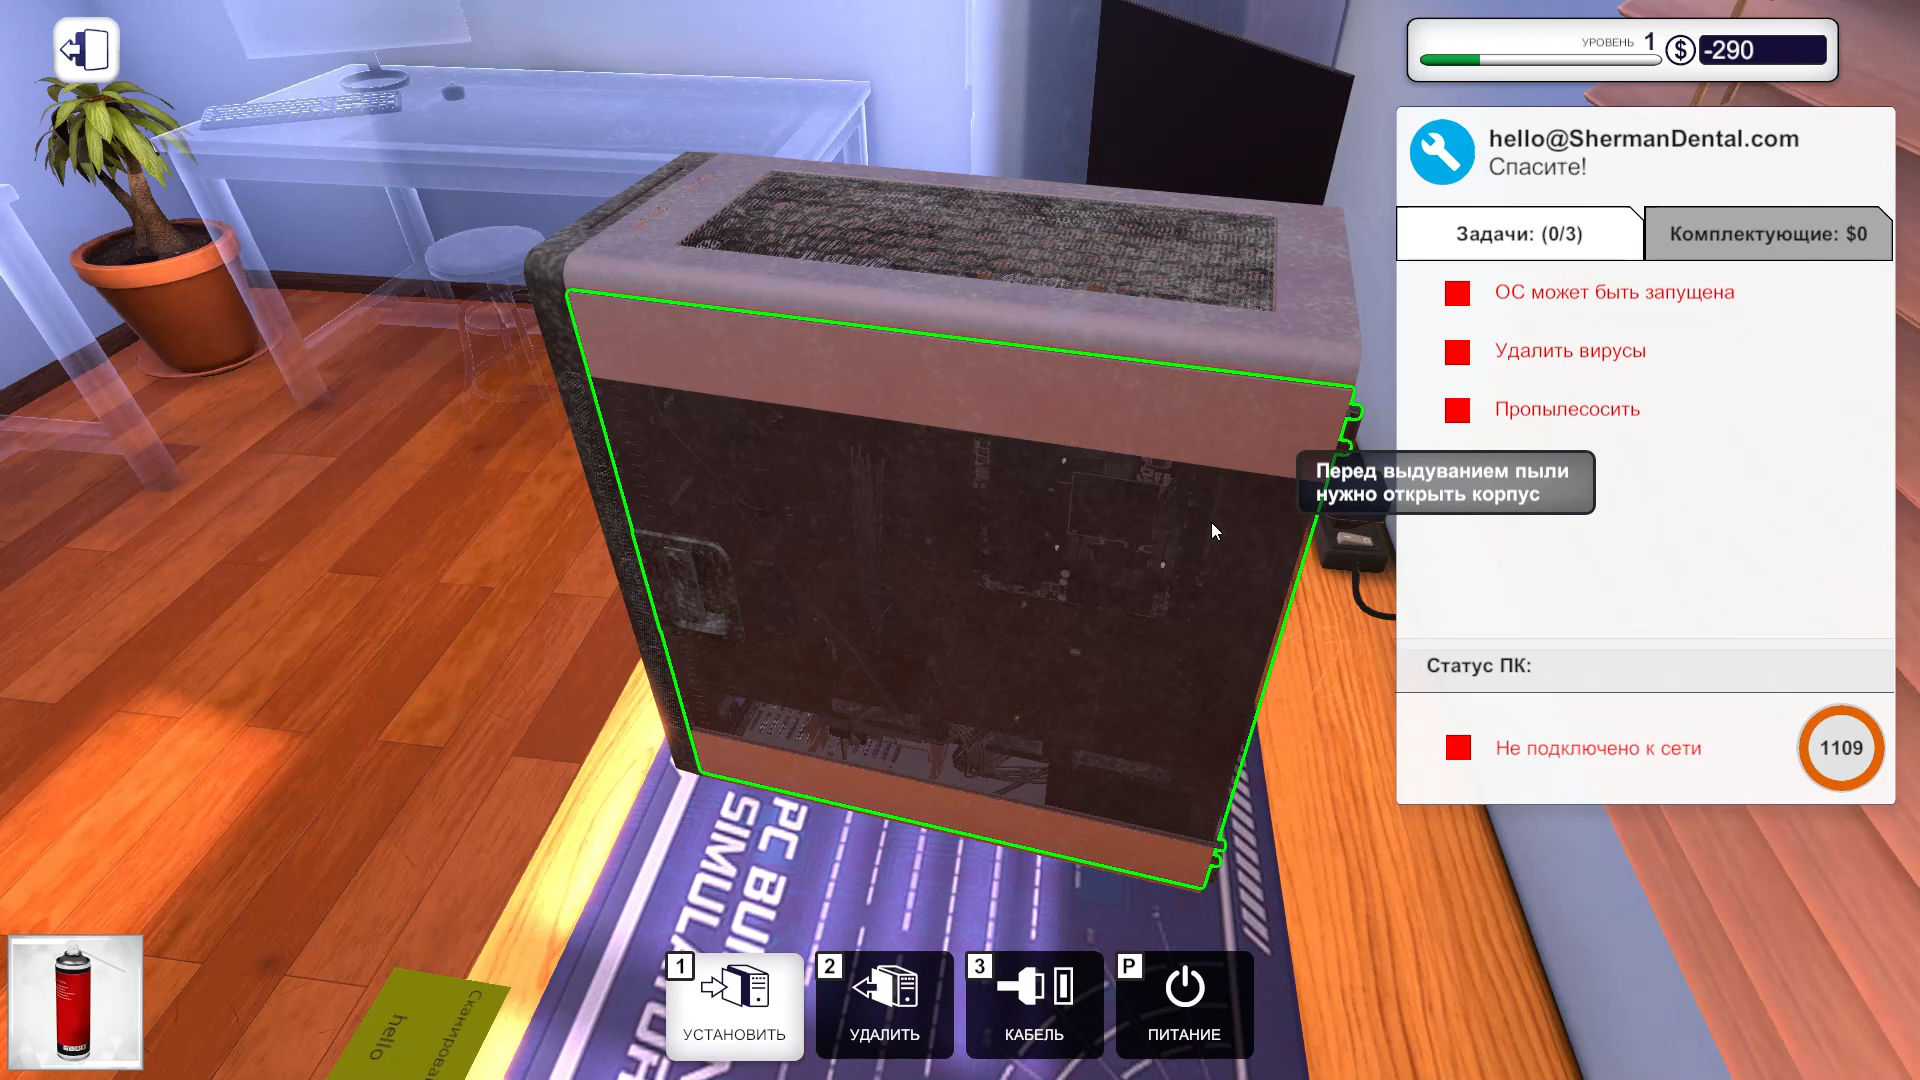 УРОВЕНЬ 1
-290
hello@ShermanDental.com
Спасите!
Задачи: (0/3)
Комплектующие: $0
ОС может быть запущена
Удалить вирусы
Пропылесосить
Перед выдуванием пыли
нужно открыть корпус
Статус ПК:
Не подключено к сети
1109
PC BUI
SIMUL
hello
1
УСТАНОВИТЬ
2
УДАЛИТЬ
3
КАБЕЛЬ
P
ПИТАНИЕ